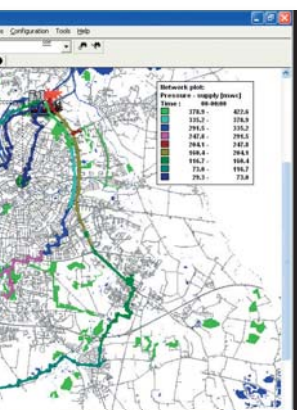 Configuration Tools Help
Network plot:
Pressure - supply [mwc]
Time : 00:00:00
378,9 - 422,6
335,2 - 378,9
291,5 - 335,2
247,8 - 291,5
204,1 - 247,8
160,4 - 204,1
116,7 - 160,4
73,0 - 116,7
29,3 - 73,0